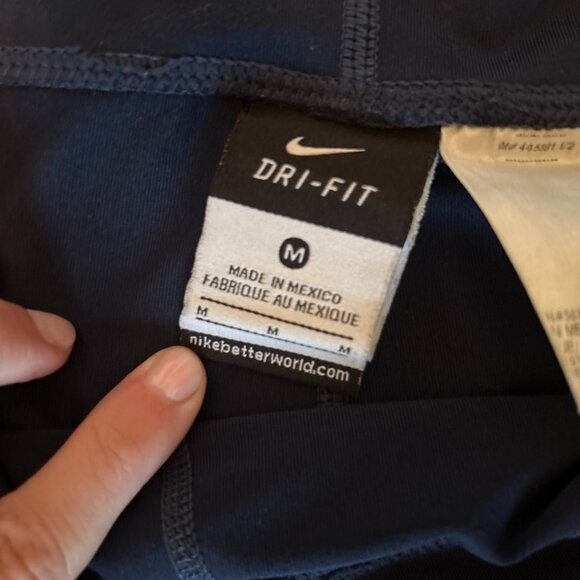 DRI-FIT
M
MADE IN MEXICO
FABRIQUE AU MEXIQUE
M M M
nikebetterworld.com